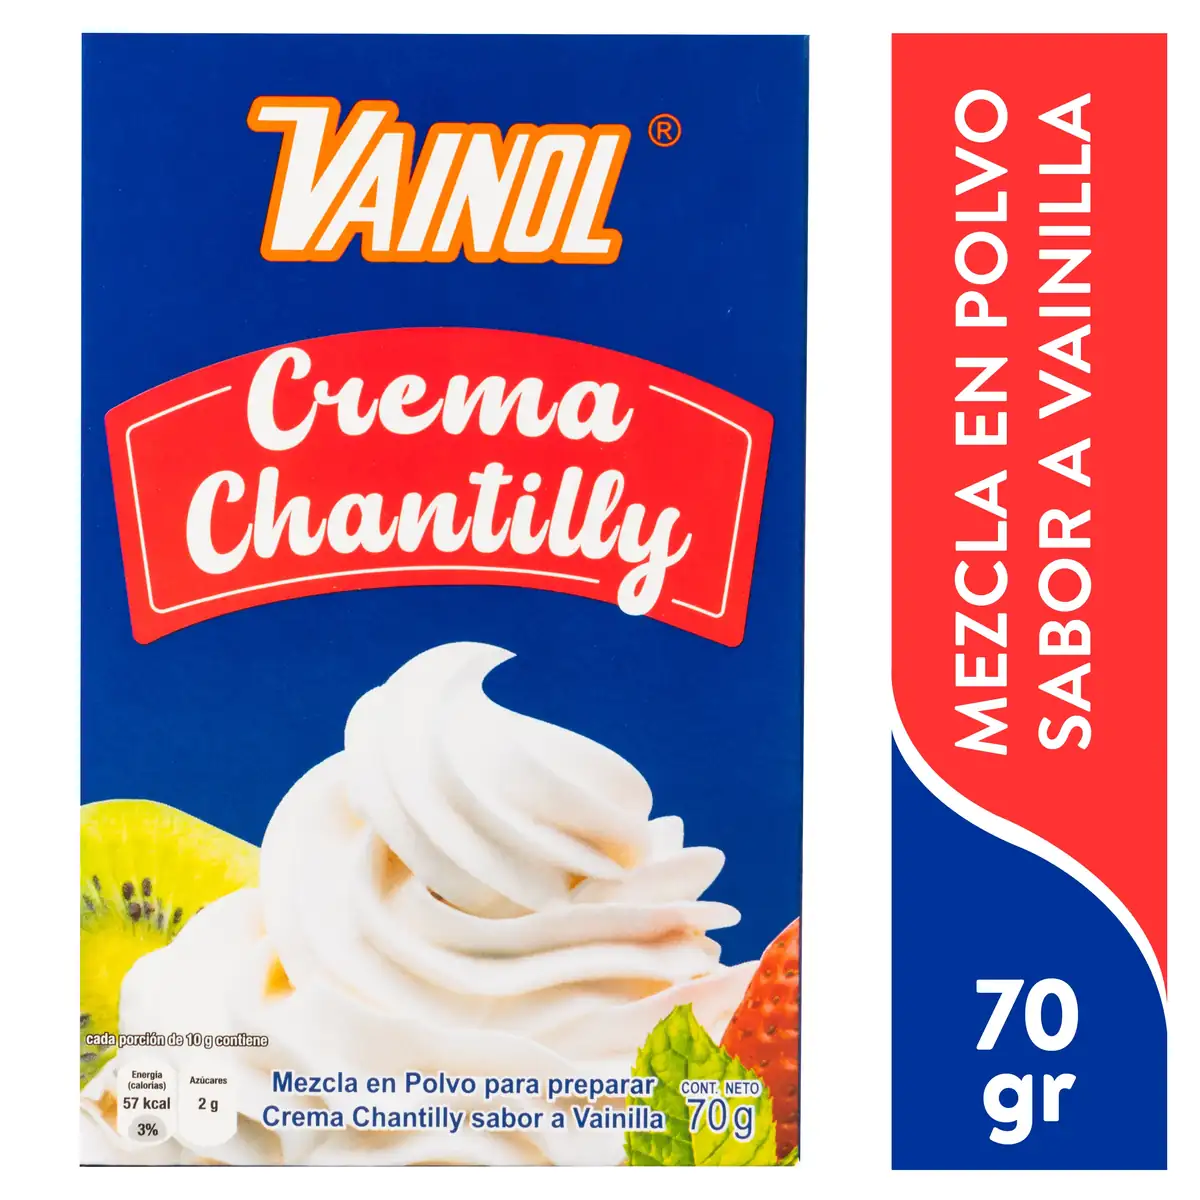 VAINOL ®
Crema
Chantilly
cada porción de 10 g contiene
Energía
(calorías)
57 kcal
3%
Azúcares
2 g
Mezcla en Polvo para preparar
Crema Chantilly sabor a Vainilla
CONT. NETO
70 g
MEZCLA EN POLVO
SABOR A VAINILLA
70
gr